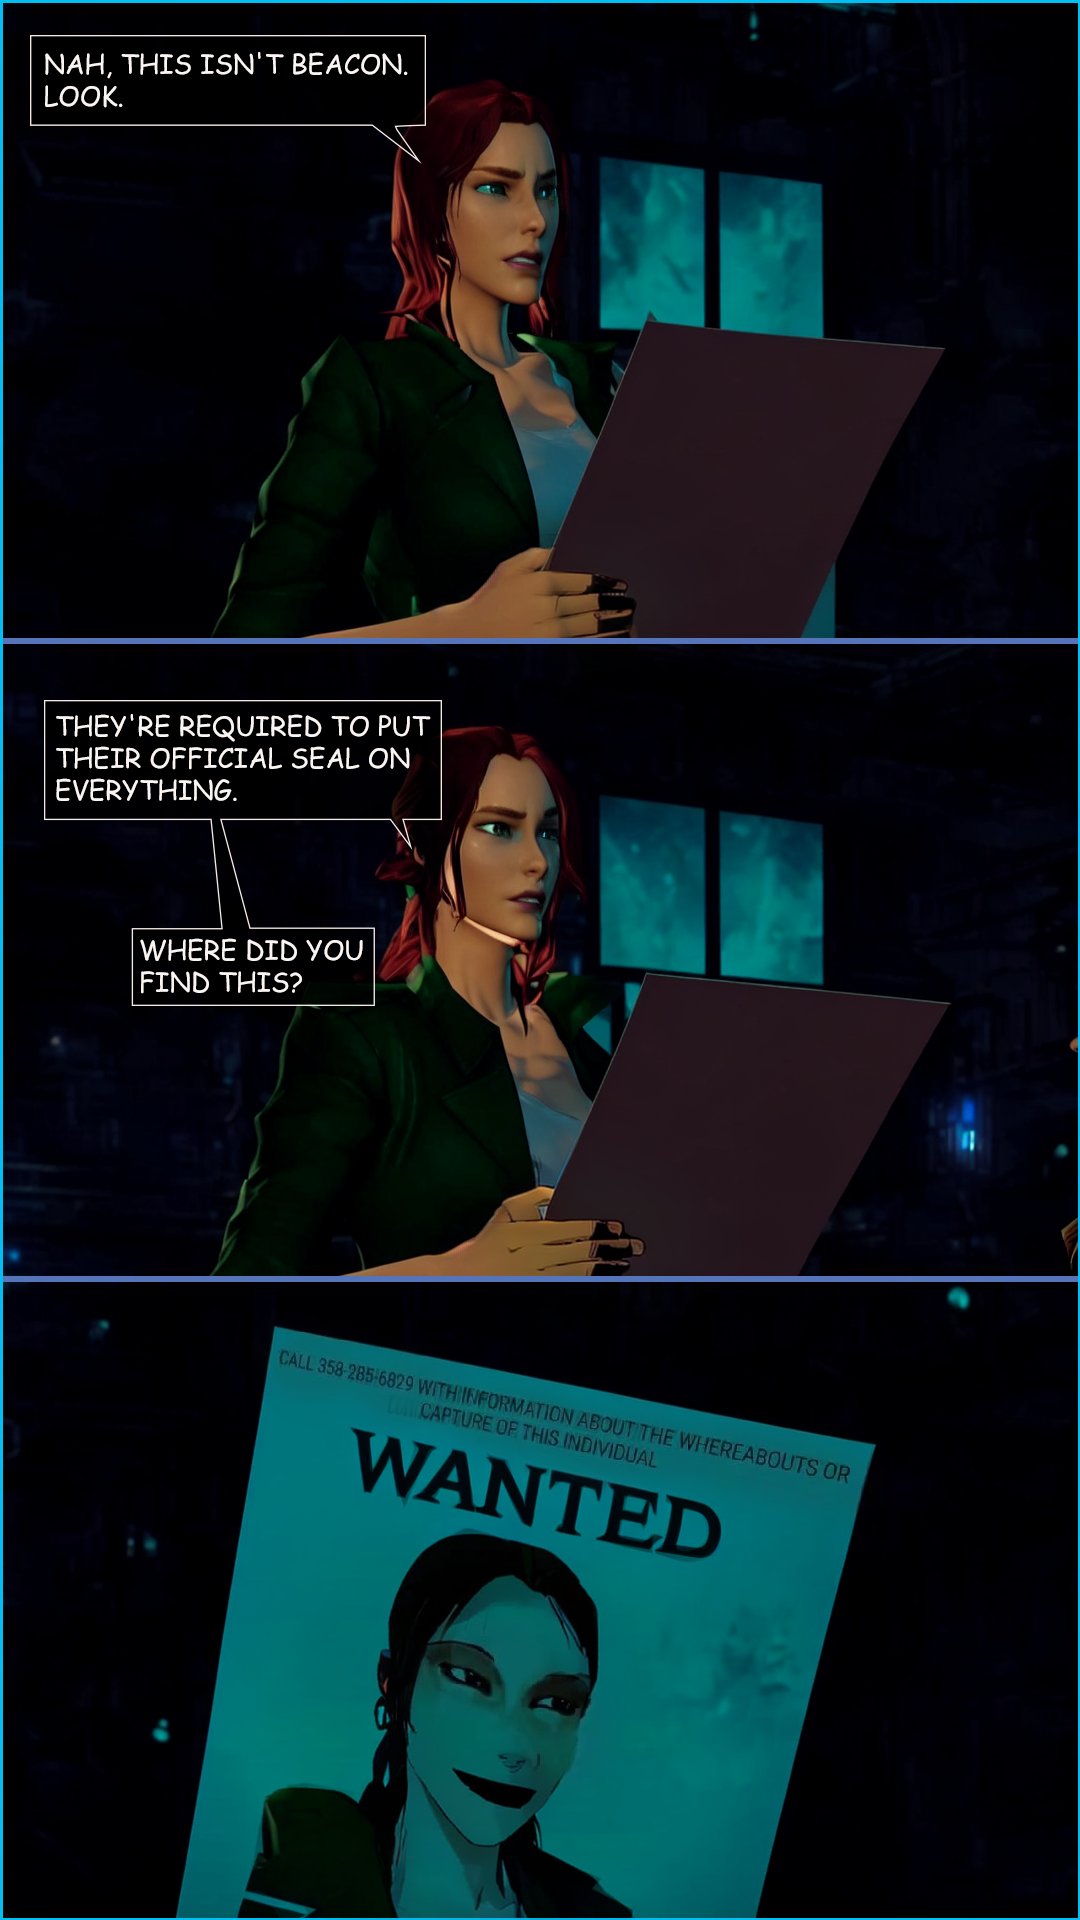 NAH, THIS ISN'T BEACON.
LOOK.
THEY'RE REQUIRED TO PUT
THEIR OFFICIAL SEAL ON
EVERYTHING.
WHERE DID YOU
FIND THIS?
CALL 358-285-6829 WITH INFORMATION ABOUT THE WHEREABOUTS OR
CAPTURE OF THIS INDIVIDUAL
WANTED